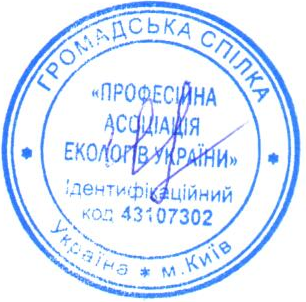 ГРОМАДСЬКА СПІЛКА
«ПРОФЕСІЙНА
АСОЦІАЦІЯ
ЕКОЛОГІВ УКРАЇНИ»
Ідентифікаційний
код 43107302
Україна * м.Київ